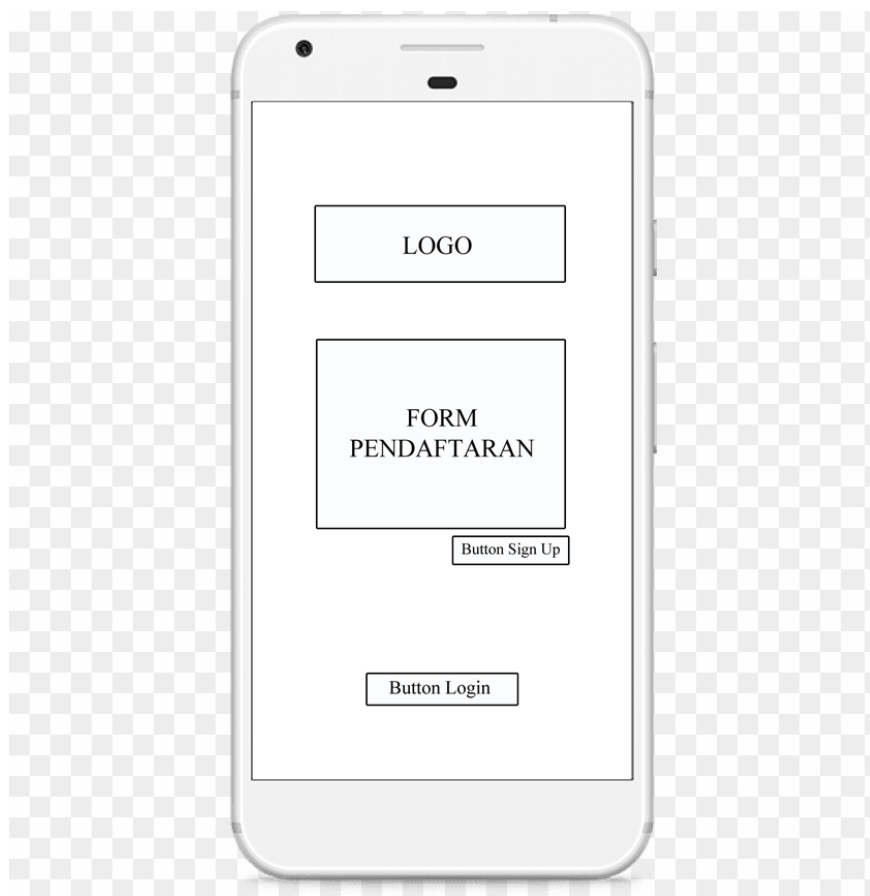 LOGO
FORM
PENDAFTARAN
Button Sign Up
Button Login